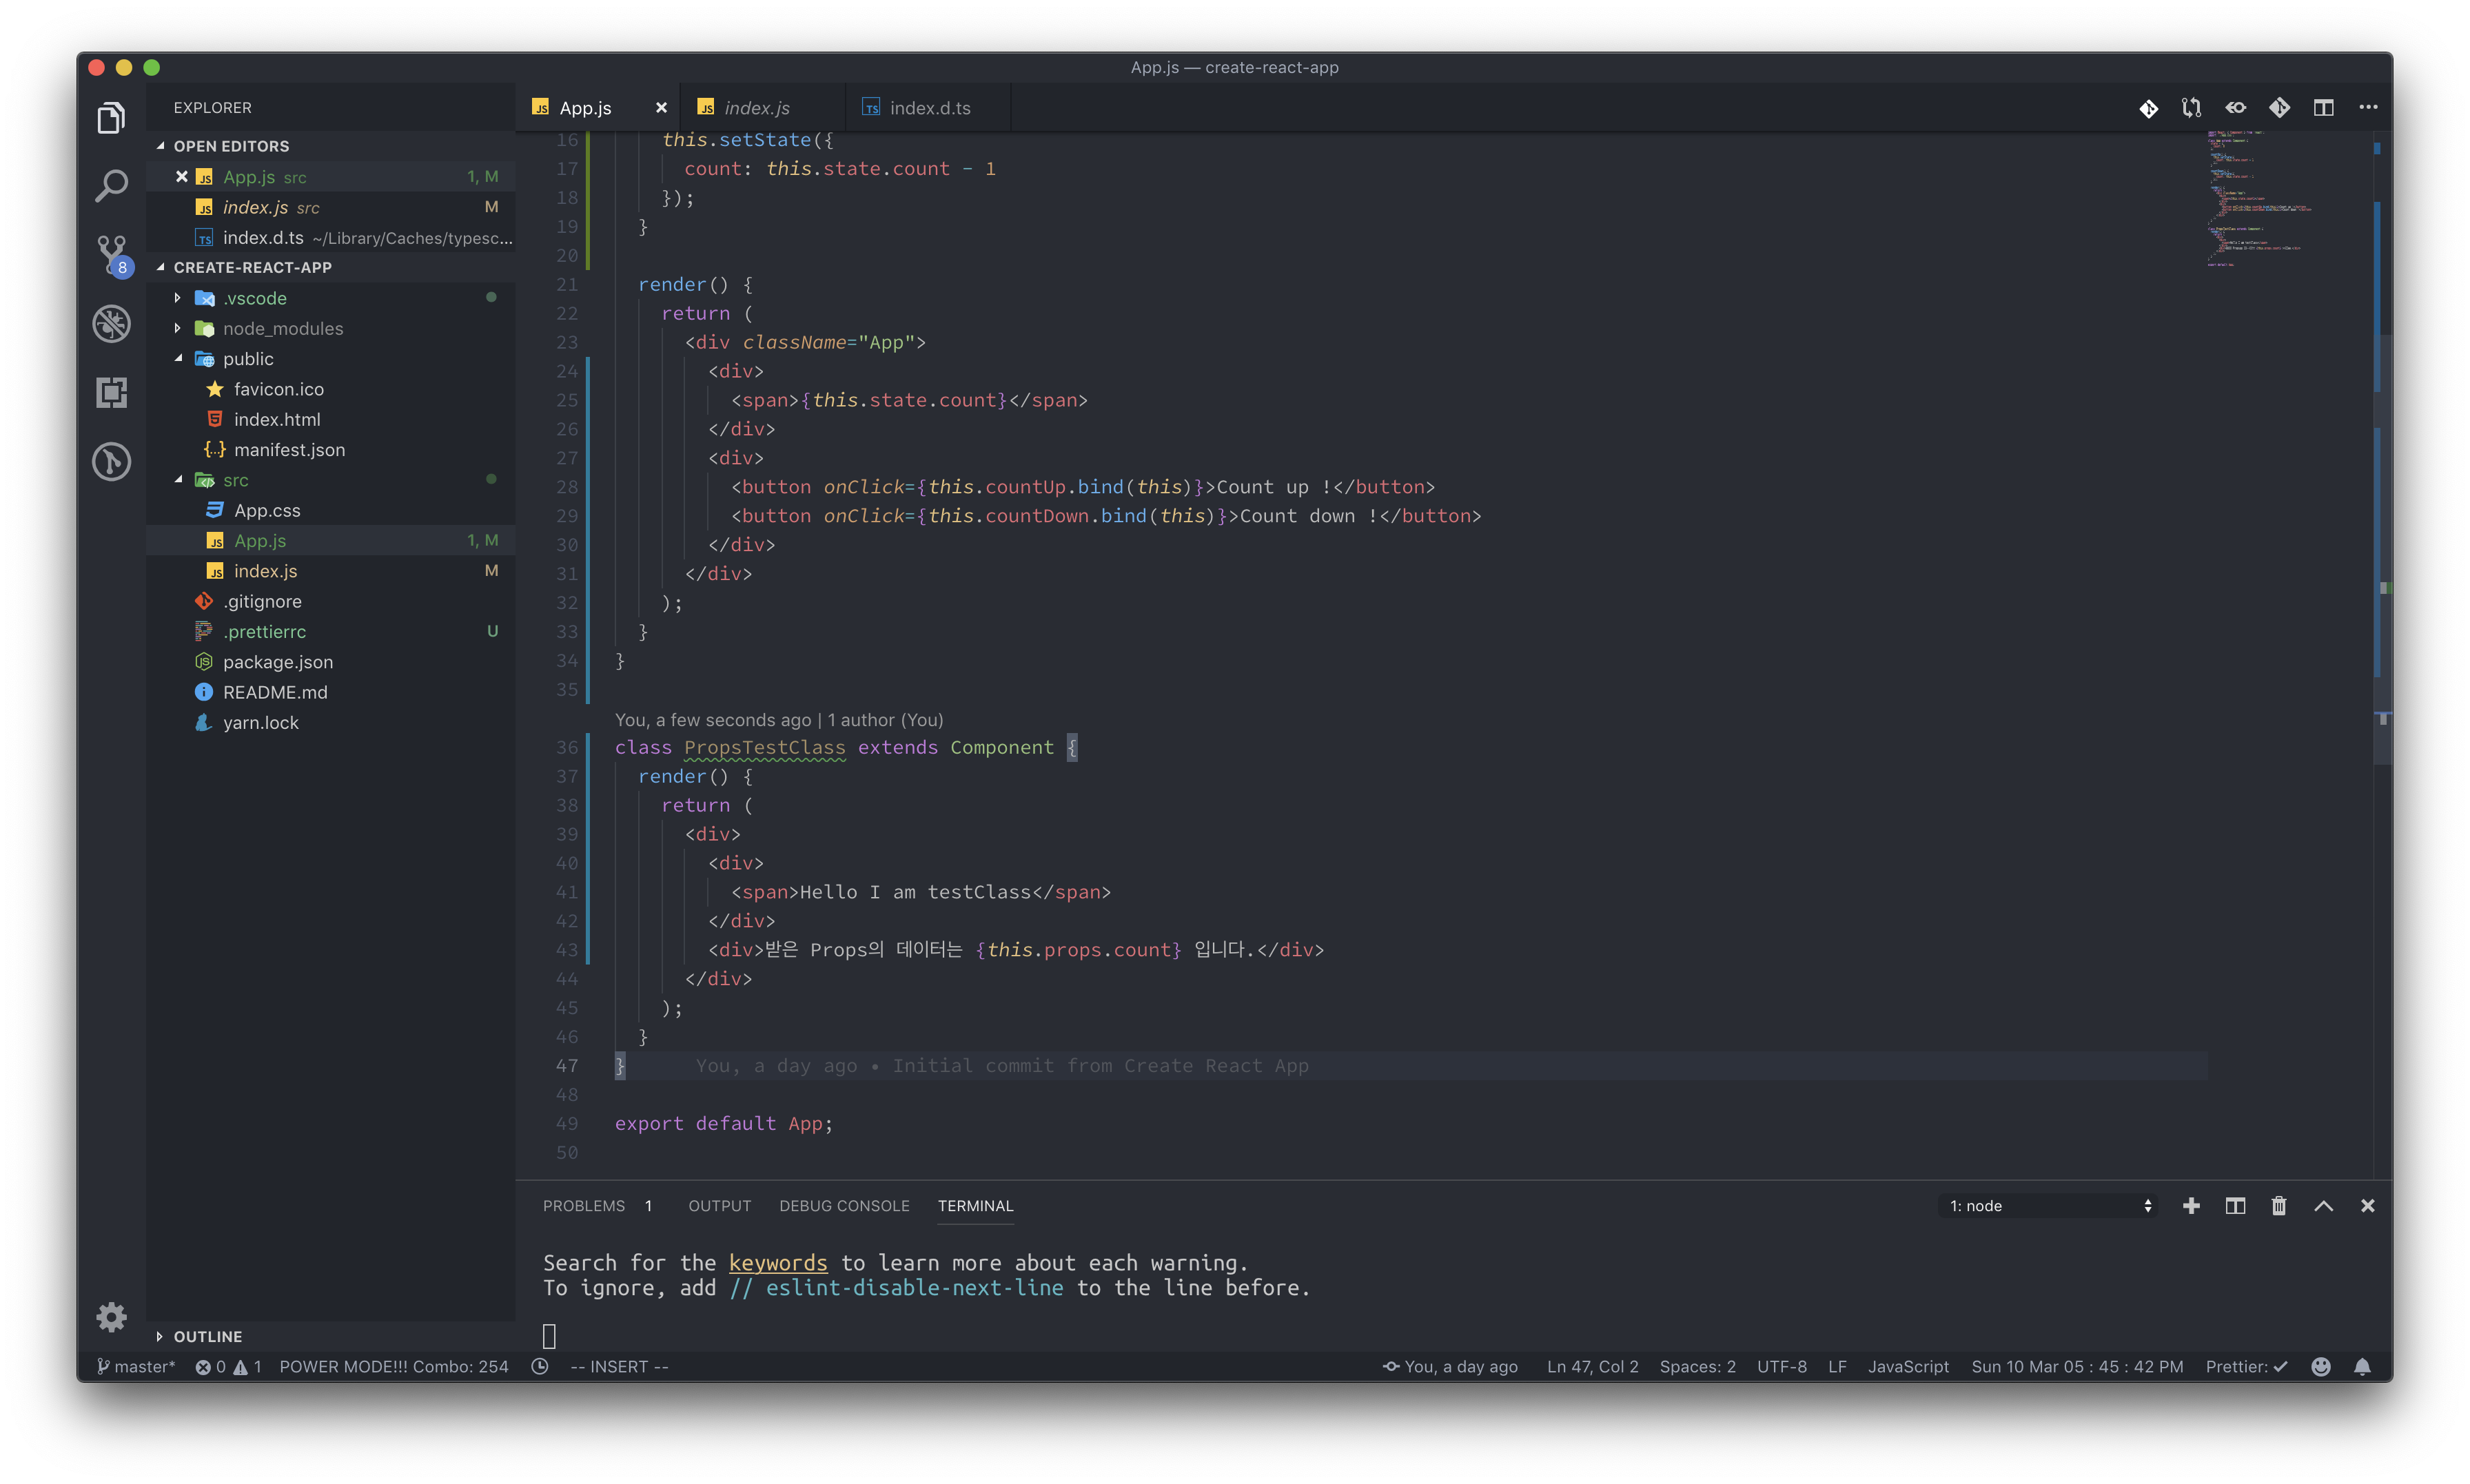 App.js — create-react-app
EXPLORER
OPEN EDITORS
App.js src 1, M
index.js src M
index.d.ts ~/Library/Caches/typesc...
CREATE-REACT-APP
.vscode
node_modules
public
favicon.ico
index.html
manifest.json
src
App.css
App.js 1, M
index.js M
.gitignore
.prettierrc U
package.json
README.md
yarn.lock
OUTLINE
8
App.js index.js index.d.ts
16 this.setState({
17 count: this.state.count - 1
18 });
19 }
20
21 render() {
22 return (
23 <div className="App">
24 <div>
25 <span>{this.state.count}</span>
26 </div>
27 <div>
28 <button onClick={this.countUp.bind(this)}>Count up !</button>
29 <button onClick={this.countDown.bind(this)}>Count down !</button>
30 </div>
31 </div>
32 );
33 }
34 }
35
You, a few seconds ago | 1 author (You)
36 class PropsTestClass extends Component {
37 render() {
38 return (
39 <div>
40 <div>
41 <span>Hello I am testClass</span>
42 </div>
43 <div>받은 Props의 데이터는 {this.props.count} 입니다.</div>
44 </div>
45 );
46 }
47 } You, a day ago • Initial commit from Create React App
48
49 export default App;
50
PROBLEMS 1 OUTPUT DEBUG CONSOLE TERMINAL 1: node
Search for the keywords to learn more about each warning.
To ignore, add // eslint-disable-next-line to the line before.
master* 0 1 POWER MODE!!! Combo: 254 -- INSERT -- You, a day ago Ln 47, Col 2 Spaces: 2 UTF-8 LF JavaScript Sun 10 Mar 05 : 45 : 42 PM Prettier: ✓